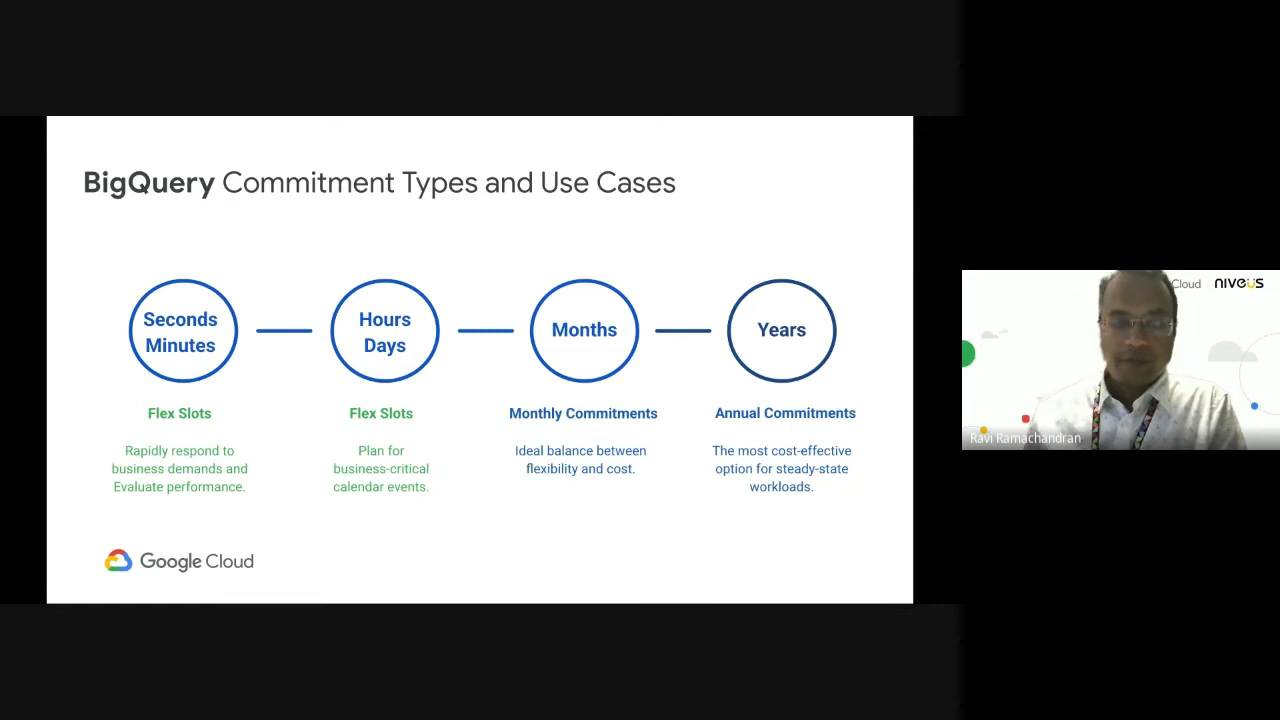 BigQuery Commitment Types and Use Cases
Seconds
Minutes
Hours
Days
Months
Years
Flex Slots
Flex Slots
Monthly Commitments
Annual Commitments
Rapidly respond to
business demands and
Evaluate performance.
Plan for
business-critical
calendar events.
Ideal balance between
flexibility and cost.
The most cost-effective
option for steady-state
workloads.
Google Cloud
Cloud
niveus
Ravi Ramachandran